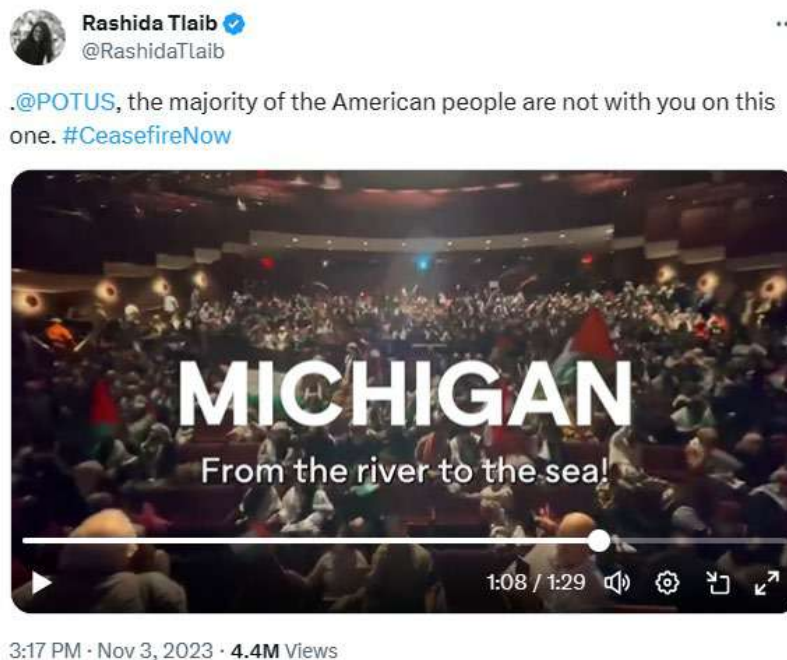 Rashida Tlaib
@RashidaTlaib
.@POTUS, the majority of the American people are not with you on this
one. #CeasefireNow
MICHIGAN
From the river to the sea!
1:08 / 1:29
3:17 PM · Nov 3, 2023 · 4.4M Views